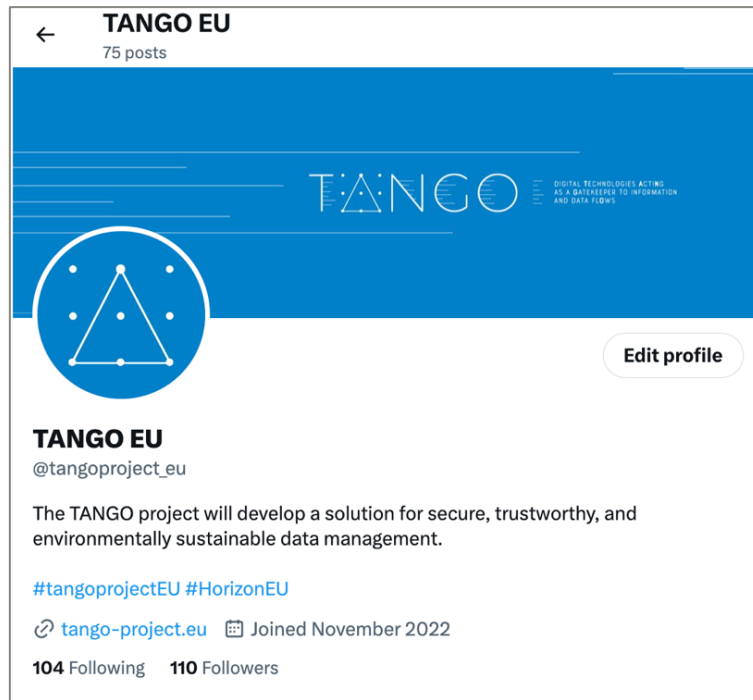 TANGO EU
75 posts
TANGO
DIGITAL TECHNOLOGIES ACTING
AS A GATEKEEPER TO INFORMATION
AND DATA FLOWS
Edit profile
TANGO EU
@tangoproject_eu
The TANGO project will develop a solution for secure, trustworthy, and
environmentally sustainable data management.
#tangoprojectEU #HorizonEU
tango-project.eu Joined November 2022
104 Following 110 Followers